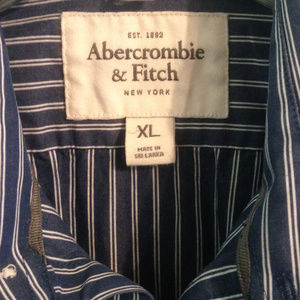 EST. 1892
Abercrombie
& Fitch
NEW YORK
XL
MADE IN
SRI LANKA